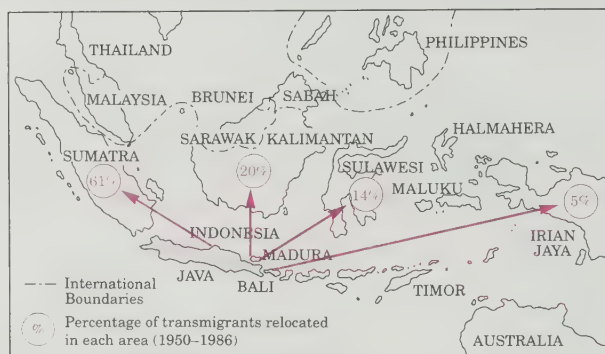 THAILAND
PHILIPPINES
MALAYSIA
BRUNEI
SABAH
SARAWAK
KALIMANTAN
HALMAHERA
SUMATRA
SULAWESI
61%
20%
14%
MALUKU
5%
INDONESIA
MADURA
IRIAN
JAYA
JAVA
BALI
TIMOR
International
Boundaries
% Percentage of transmigrants relocated
in each area (1950-1986)
AUSTRALIA